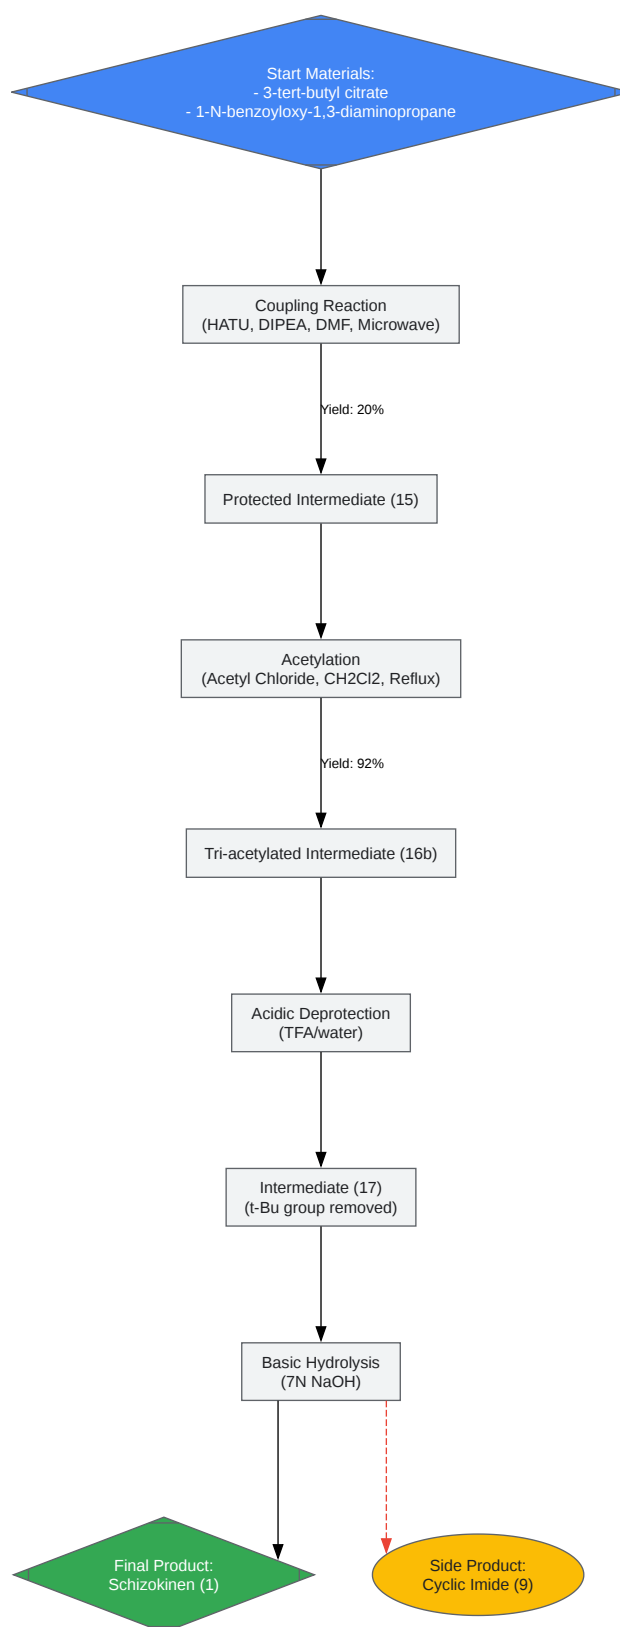 Start Materials:
- 3-tert-butyl citrate
- 1-N-benzoyloxy-1,3-diaminopropane
Coupling Reaction
(HATU, DIPEA, DMF, Microwave)
Yield: 20%
Protected Intermediate (15)
Acetylation
(Acetyl Chloride, CH2Cl2, Reflux)
Yield: 92%
Tri-acetylated Intermediate (16b)
Acidic Deprotection
(TFA/water)
Intermediate (17)
(t-Bu group removed)
Basic Hydrolysis
(7N NaOH)
Final Product:
Schizokinen (1)
Side Product:
Cyclic Imide (9)